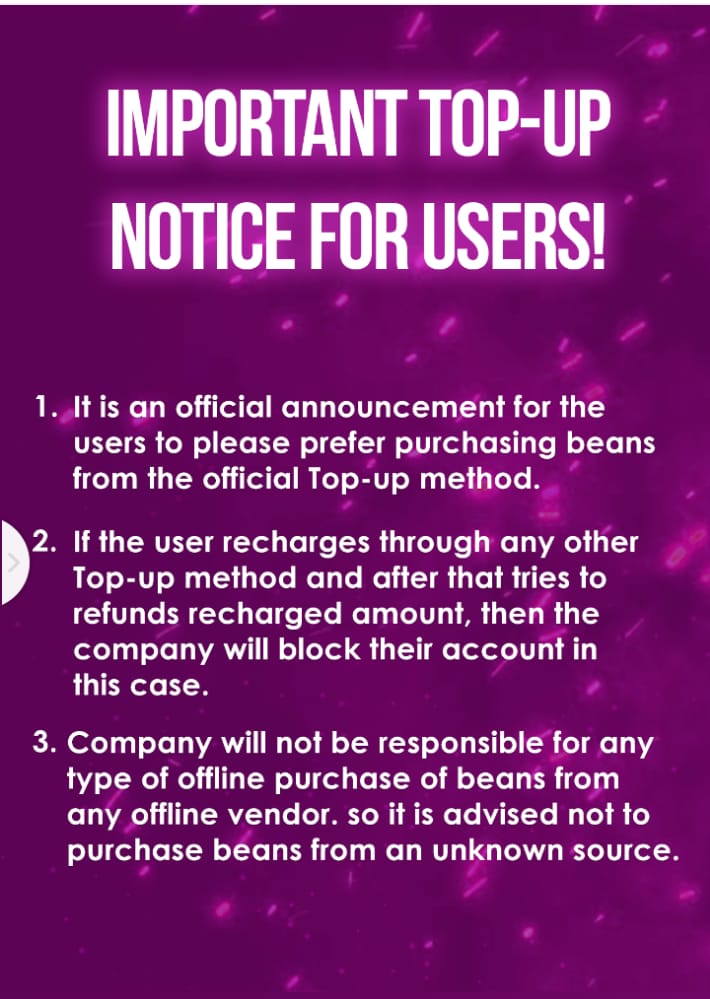 IMPORTANT TOP-UP
NOTICE FOR USERS!
1. It is an official announcement for the
users to please prefer purchasing beans
from the official Top-up method.
2. If the user recharges through any other
Top-up method and after that tries to
refunds recharged amount, then the
company will block their account in
this case.
3. Company will not be responsible for any
type of offline purchase of beans from
any offline vendor. so it is advised not to
purchase beans from an unknown source.